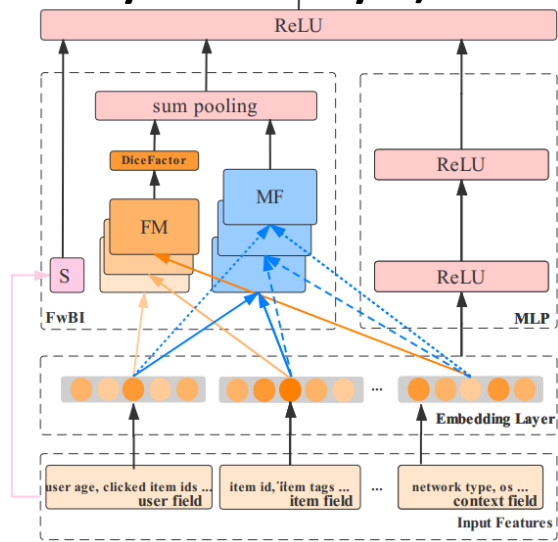 ReLU
sum pooling
DiceFactor
MF
ReLU
FM
S
ReLU
FwBI
MLP
...
Embedding Layer
user age, clicked item ids ...
user field
item id, item tags ...
item field
...
network type, os ...
context field
Input Features